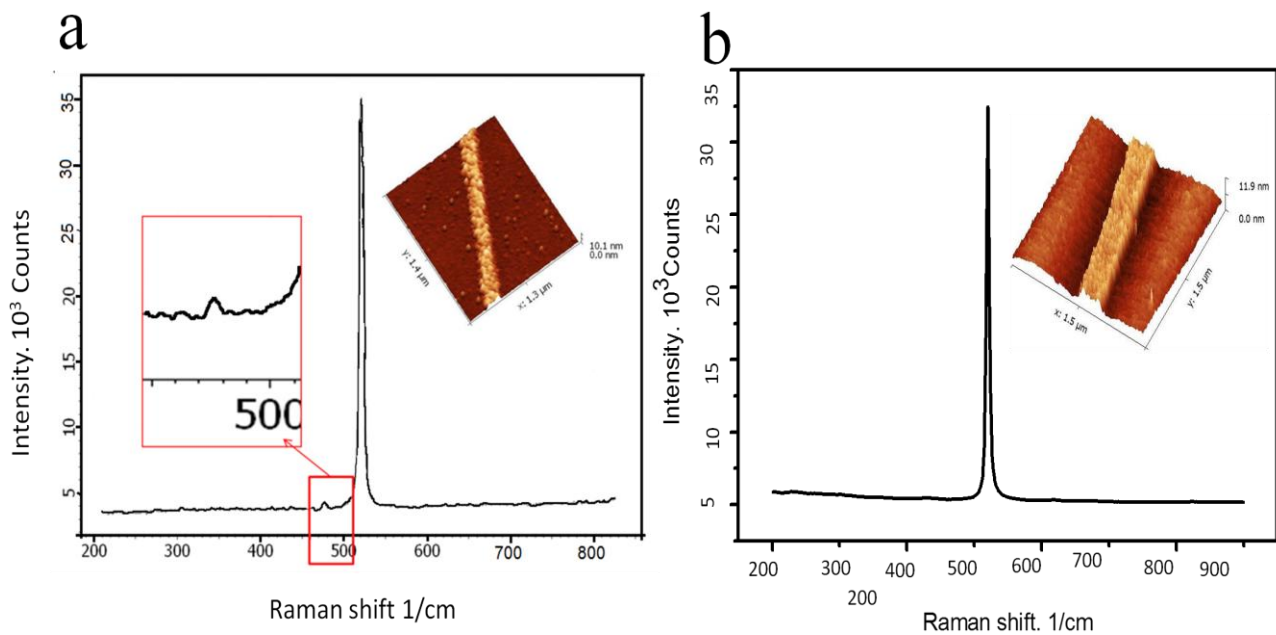 a
35
30
25
20
15
10
5
Intensity. 10³ Counts
500
10.1 nm
0.0 nm
y: 1.4 µm
x: 1.3 µm
200 300 400 500 600 700 800
Raman shift 1/cm
b
35
30
25
20
15
10
5
Intensity. 10³Counts
11.9 nm
0.0 nm
x: 1.5 µm
y: 1.5 µm
200 300 400 500 600 700 800 900
200
Raman shift. 1/cm